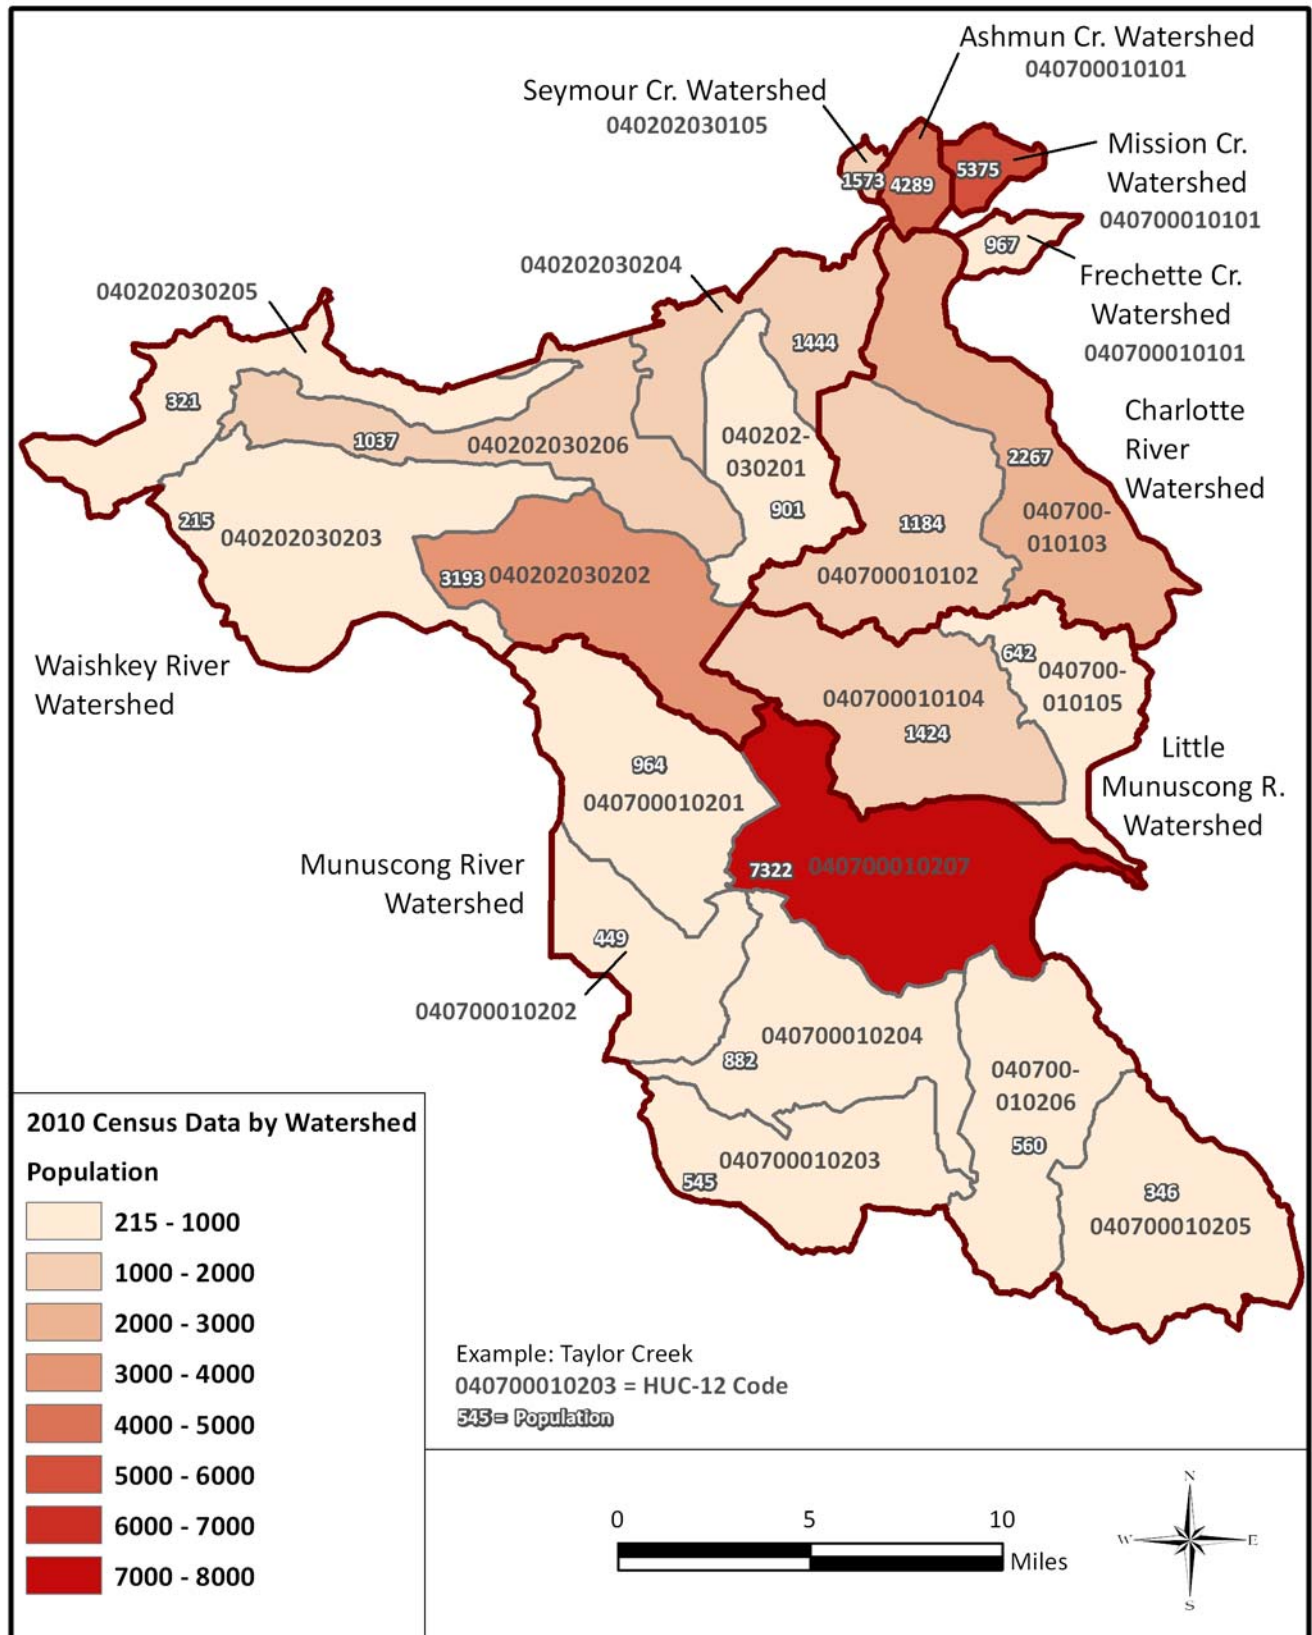 Ashmun Cr. Watershed
040700010101
Seymour Cr. Watershed
040202030105
Mission Cr.
Watershed
040700010101
1573
4289
5375
967
Frechette Cr.
Watershed
040700010101
040202030204
040202030205
1444
321
1037
040202030206
040202-
030201
901
Charlotte
River
Watershed
2267
040700-
010103
215
040202030203
1184
040700010102
3193
040202030202
Waishkey River
Watershed
642
040700-
010105
040700010104
1424
964
040700010201
Little
Munuscong R.
Watershed
Munuscong River
Watershed
7322
040700010207
449
040700010202
040700010204
882
040700-
010206
560
040700010203
545
346
040700010205
2010 Census Data by Watershed
Population
215 - 1000
1000 - 2000
2000 - 3000
3000 - 4000
4000 - 5000
5000 - 6000
6000 - 7000
7000 - 8000
Example: Taylor Creek
040700010203 = HUC-12 Code
545 = Population
0
5
10
Miles
N
W
E
S